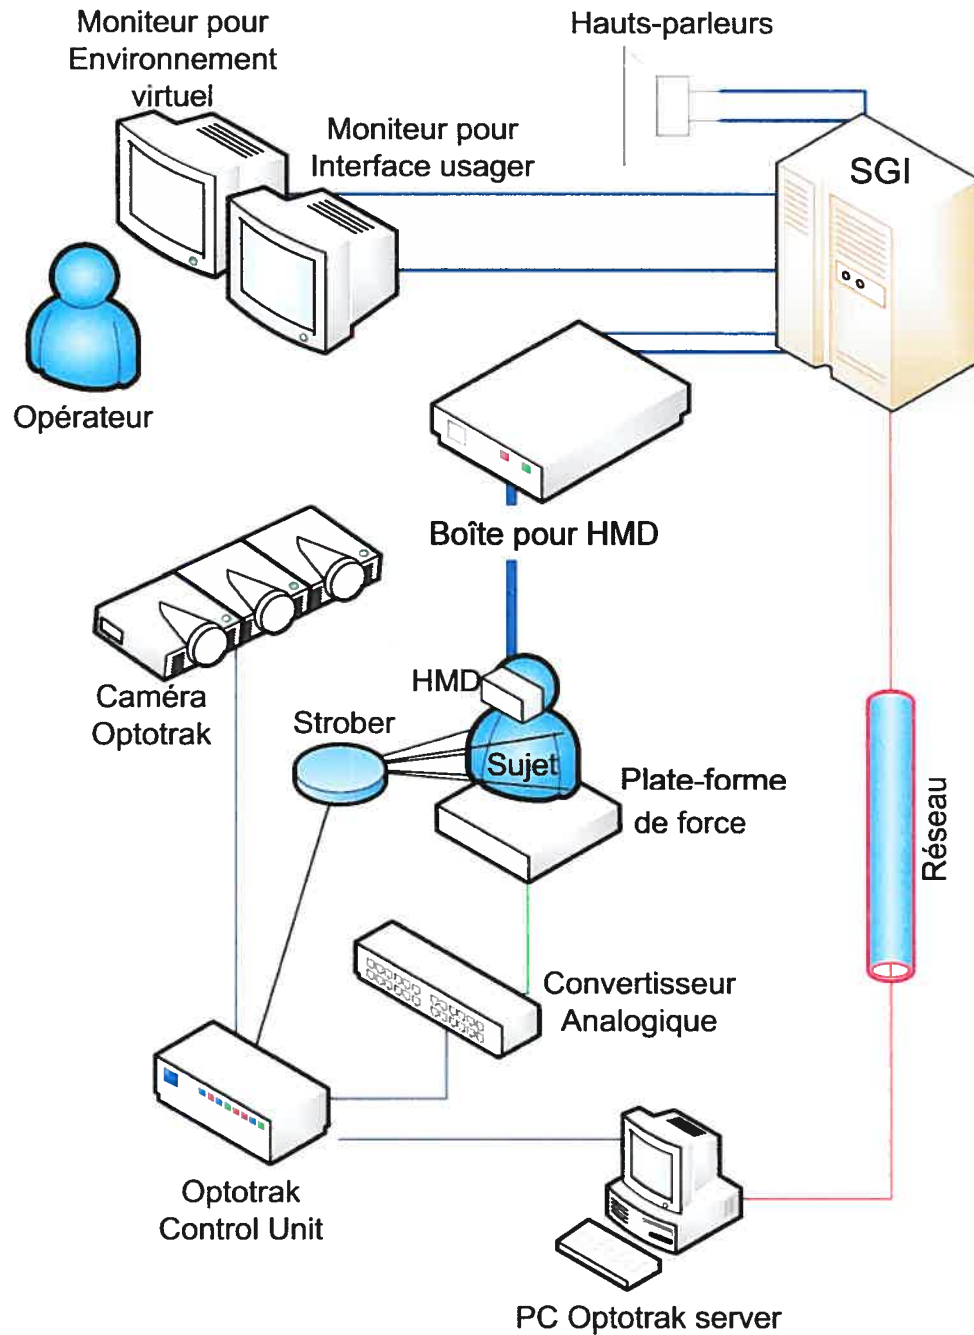 Moniteur pour
Environnement
virtuel
Hauts-parleurs
Moniteur pour
Interface usager
SGI
Opérateur
Boîte pour HMD
Caméra
Optotrak
HMD
Strober
Sujet
Plate-forme
de force
Réseau
Convertisseur
Analogique
Optotrak
Control Unit
PC Optotrak server